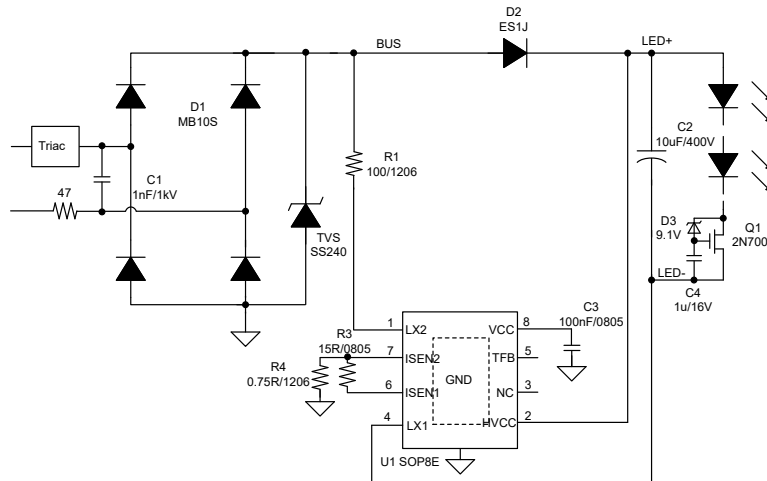 D2
ES1J
BUS
LED+
D1
MB10S
Triac
C1
1nF/1kV
R1
100/1206
C2
10uF/400V
47
TVS
SS240
D3
9.1V
Q1
2N700
LED-
C4
1u/16V
C3
100nF/0805
R3
15R/0805
R4
0.75R/1206
1 LX2 VCC 8
7 ISEN2 TFB 5
GND
6 ISEN1 NC 3
4 LX1 HVCC 2
U1 SOP8E